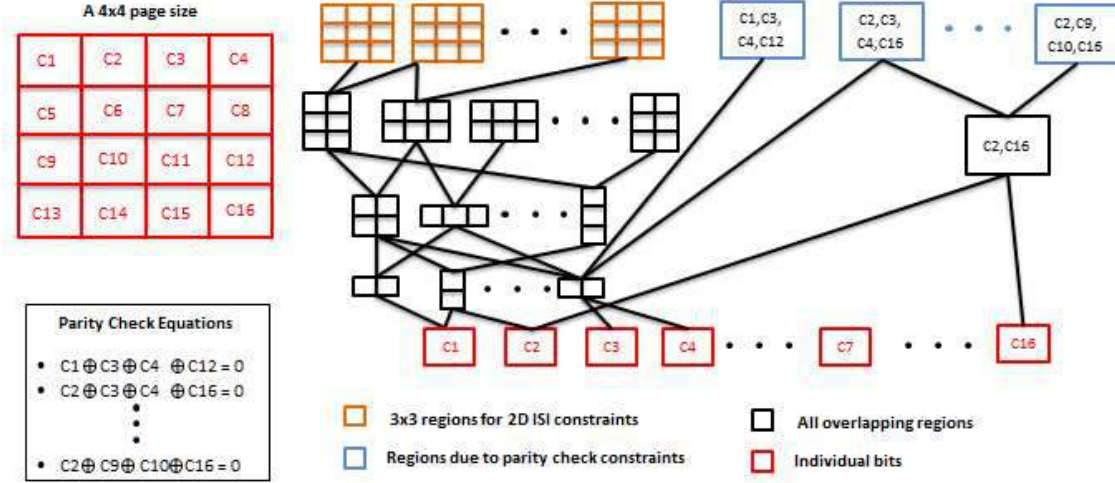 A 4x4 page size
C1 C2 C3 C4
C5 C6 C7 C8
C9 C10 C11 C12
C13 C14 C15 C16
Parity Check Equations
• C1⊕C3⊕C4 ⊕C12 = 0
• C2⊕C3⊕C4 ⊕C16 = 0
• C2⊕C9⊕C10⊕C16 = 0
C1,C3,
C4,C12
C2,C3,
C4,C16
C2,C9,
C10,C16
C2,C16
C1 C2 C3 C4 C7 C16
3x3 regions for 2D ISI constraints
Regions due to parity check constraints
All overlapping regions
Individual bits